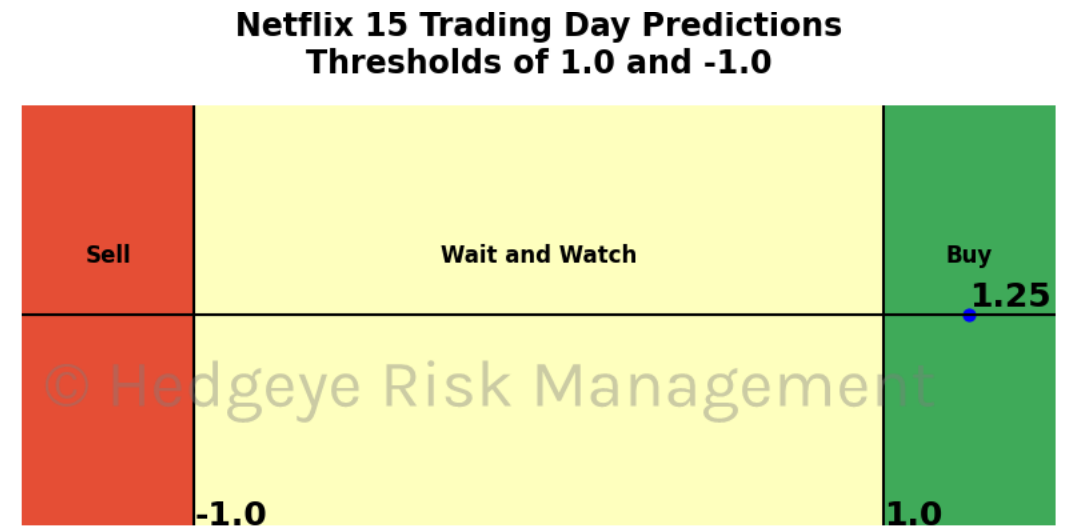 Netflix 15 Trading Day Predictions
Thresholds of 1.0 and -1.0
Sell
Wait and Watch
Buy
1.25
© Hedgeye Risk Management
-1.0
1.0